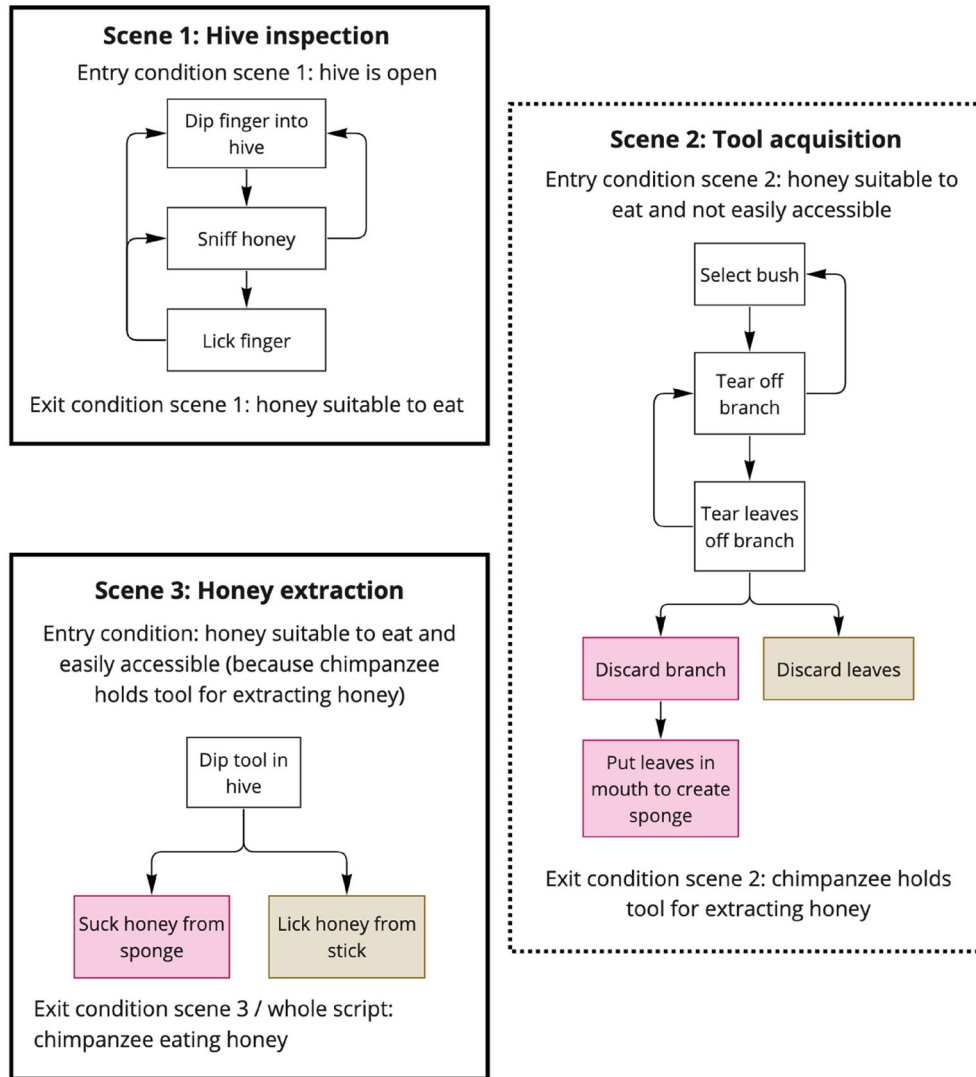 Scene 1: Hive inspection
Entry condition scene 1: hive is open
Dip finger into
hive
Sniff honey
Lick finger
Exit condition scene 1: honey suitable to eat
Scene 2: Tool acquisition
Entry condition scene 2: honey suitable to
eat and not easily accessible
Select bush
Tear off
branch
Tear leaves
off branch
Discard branch
Discard leaves
Put leaves in
mouth to create
sponge
Exit condition scene 2: chimpanzee holds
tool for extracting honey
Scene 3: Honey extraction
Entry condition: honey suitable to eat and
easily accessible (because chimpanzee
holds tool for extracting honey)
Dip tool in
hive
Suck honey from
sponge
Lick honey from
stick
Exit condition scene 3 / whole script:
chimpanzee eating honey